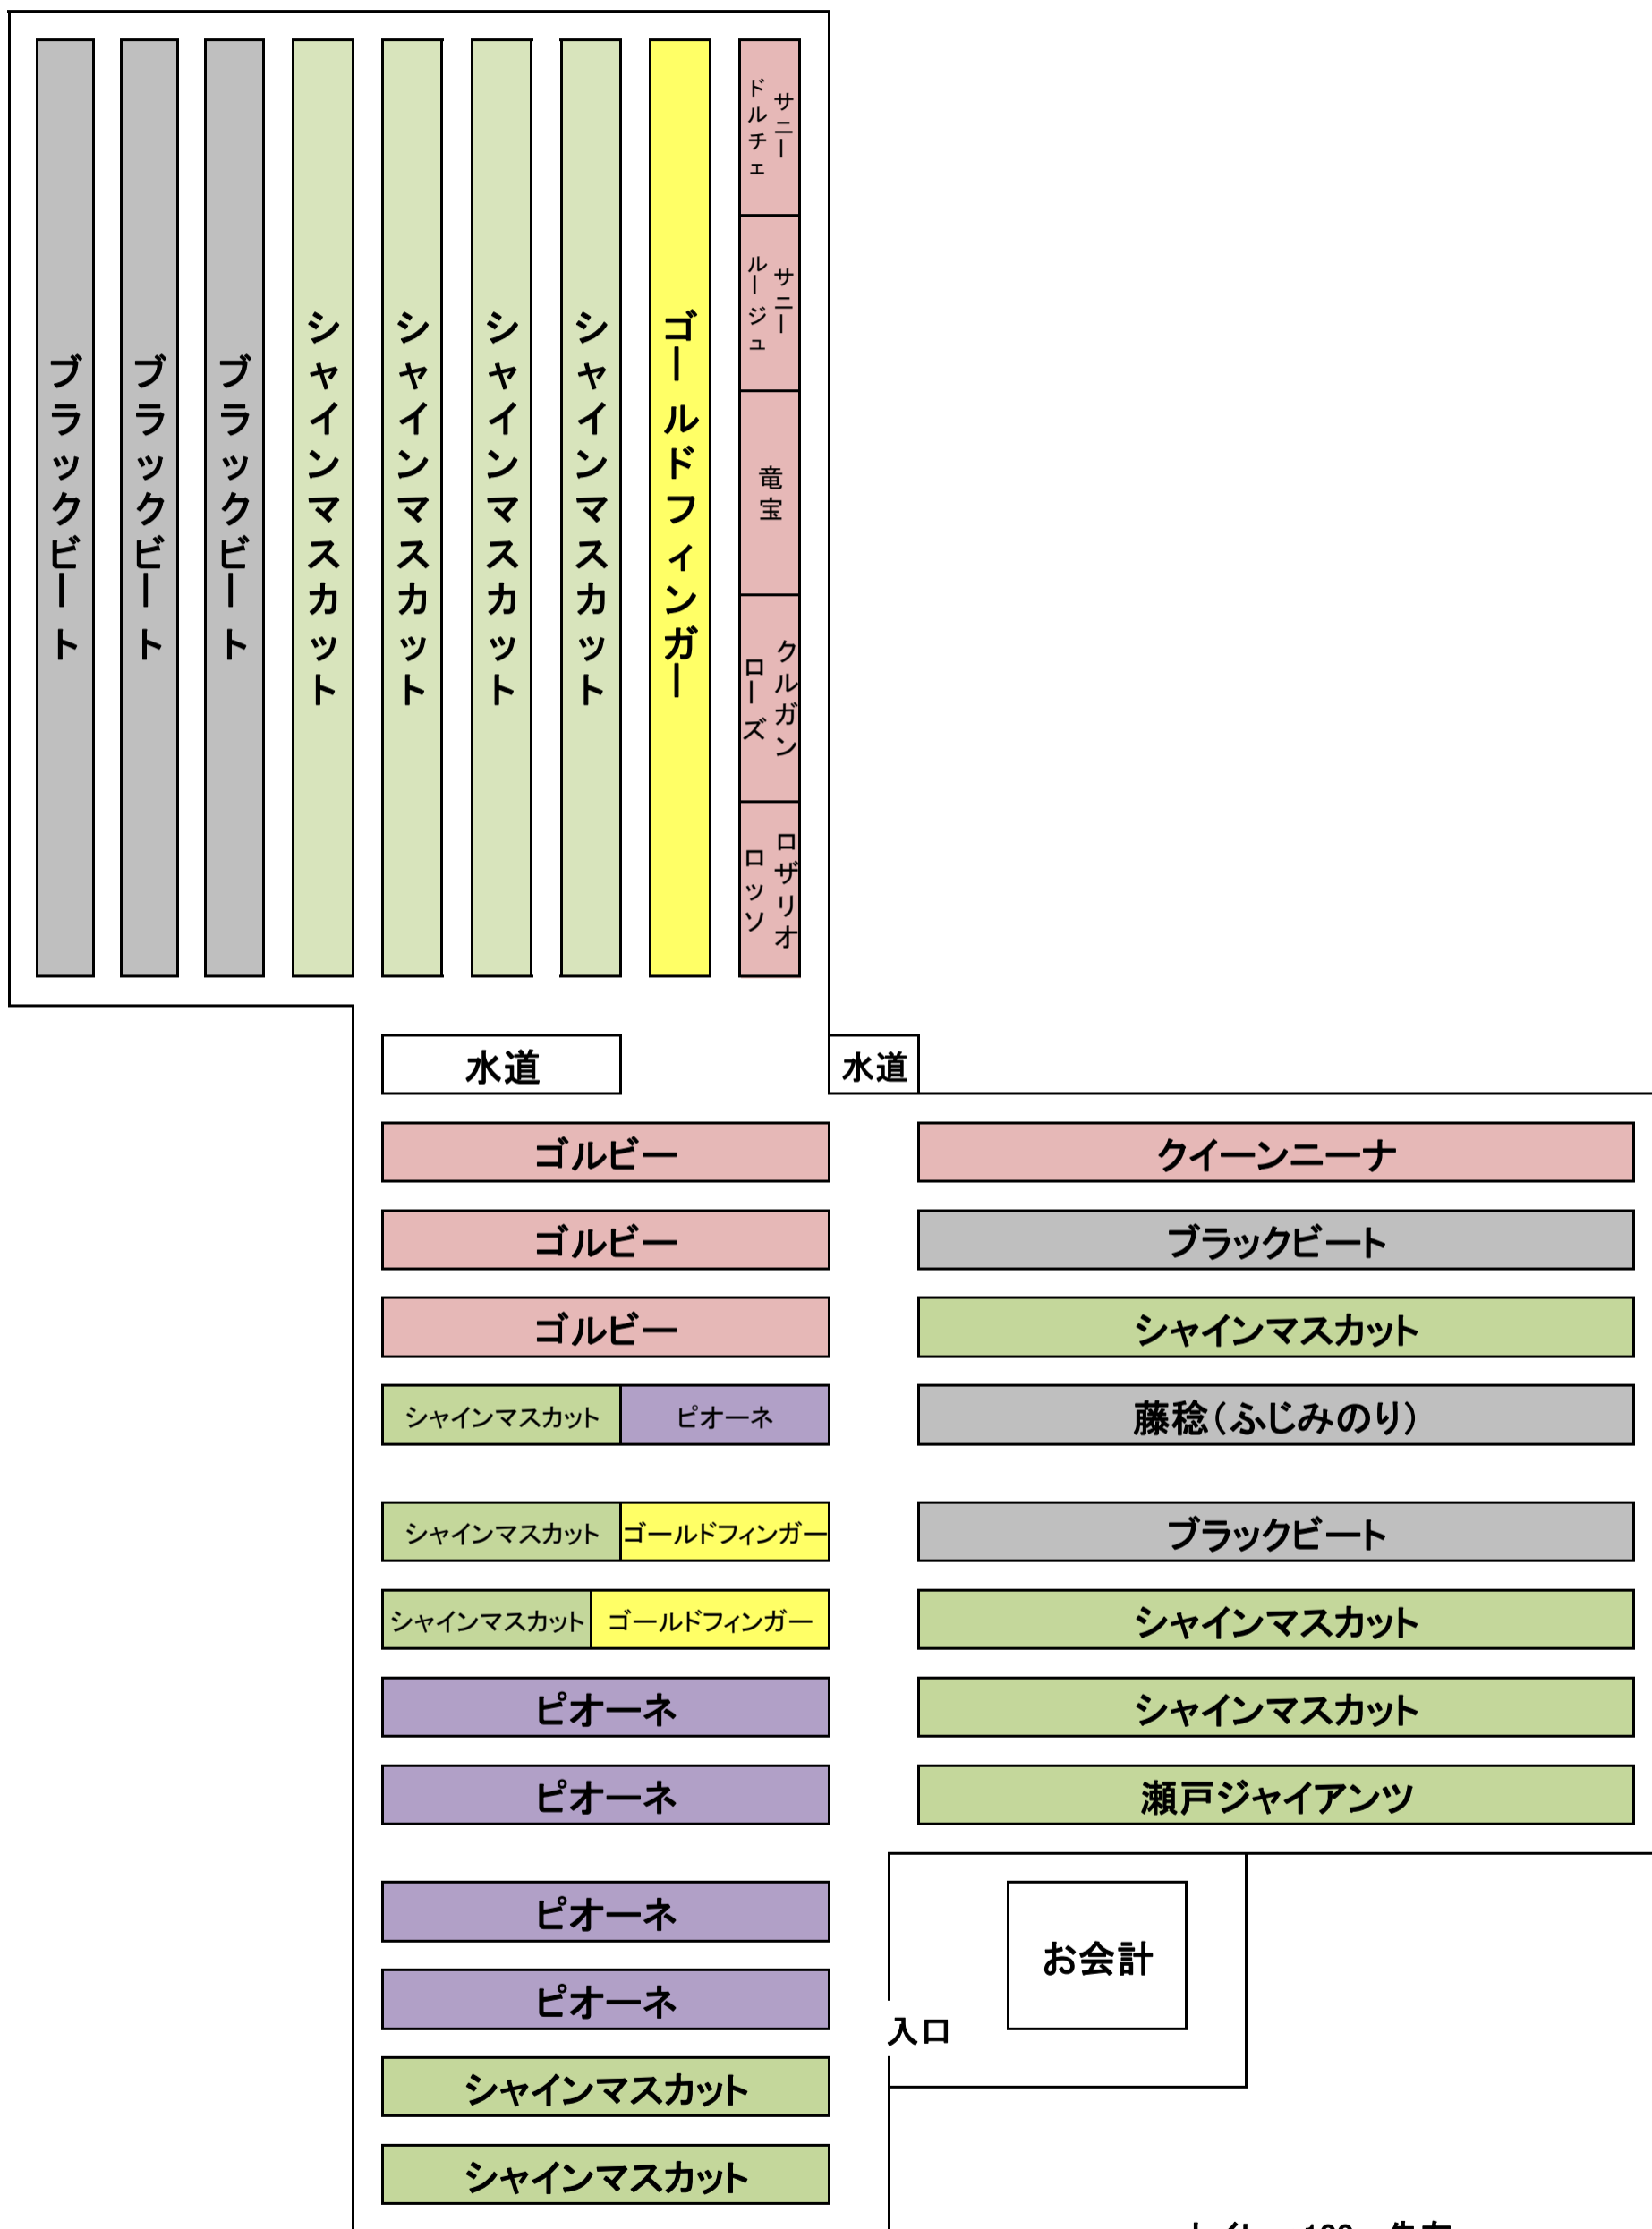 ブラックビート
ブラックビート
ブラックビート
シャインマスカット
シャインマスカット
シャインマスカット
シャインマスカット
ゴールドフィンガー
サニー
ドルチェ
サニー
ルージュ
竜宝
クルガン
ローズ
ロザリオ
ロッソ
水道
水道
ゴルビー
クイーンニーナ
ゴルビー
ブラックビート
ゴルビー
シャインマスカット
シャインマスカット
ピオーネ
藤稔（ふじみのり）
シャインマスカット
ゴールドフィンガー
ブラックビート
シャインマスカット
ゴールドフィンガー
シャインマスカット
ピオーネ
シャインマスカット
ピオーネ
瀬戸ジャイアンツ
ピオーネ
お会計
ピオーネ
入口
シャインマスカット
シャインマスカット